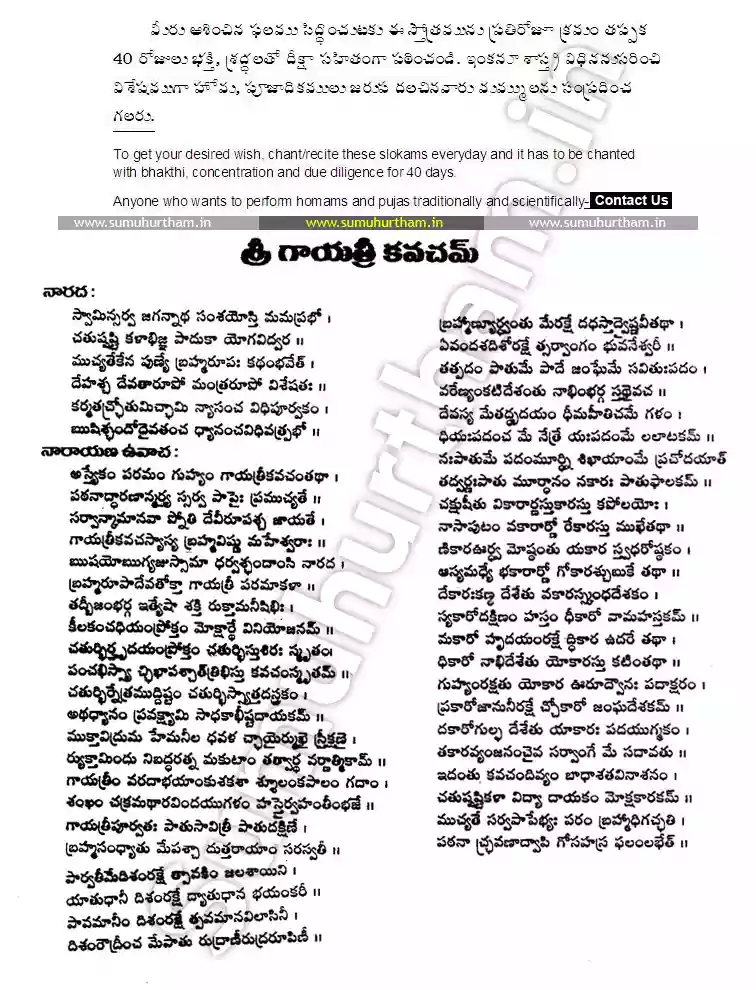 మీరు ఆశించిన ఫలము సిద్ధించుటకు ఈ స్తోత్రమును ప్రతిరోజూ క్రమం తప్పక
40 రోజులు భక్తి, శ్రద్ధలతో దీక్షా సహితంగా పఠించండి. ఇంకనూ శాస్త్ర విధిననుసరించి
విశేషముగా హోమ, పూజాదికములు జరుప దలచినవారు మమ్ములను సంప్రదించ
గలరు.
To get your desired wish, chant/recite these slokams everyday and it has to be chanted
with bhakthi, concentration and due diligence for 40 days.
Anyone who wants to perform homams and pujas traditionally and scientifically- Contact Us
www.sumuhurtham.in www.sumuhurtham.in www.sumuhurtham.in
శ్రీ గాయత్రీ కవచమ్
నారద :
స్వామిన్సర్వ జగన్నాథ సంశయోస్తి మమప్రభో ।
చతుష్షష్టి కళాభిజ్ఞ పాదుకా యోగవిద్వర ॥
ముచ్యతేకేన పుణ్యే బ్రహ్మరూపః కథంభవేత్ ।
దేహశ్చ దేవతారూపో మంత్రరూపో విశేషతః ॥
కర్మతచ్ఛ్రోతుమిచ్ఛామి న్యాసంచ విధిపూర్వకం ।
ఋషిశ్ఛందోదైవతంచ ధ్యానంచవిధివత్ప్రభో ॥
నారాయణ ఉవాచ :
అస్త్యేకం పరమం గుహ్యం గాయత్రీకవచంతథా ।
పఠనాద్ధారణాన్మర్త్య స్సర్వ పాపైః ప్రముచ్యతే ॥
సర్వాన్కామానవా ప్నోతి దేవీరూపశ్చ జాయతే ।
గాయత్రీకవచస్యాస్య బ్రహ్మవిష్ణు మహేశ్వరాః ॥
ఋషయోఋగ్యజుస్సామా ధర్వశ్ఛందాంసి నారద ।
బ్రహ్మరూపాదేవతోక్తా గాయత్రీ పరమాకళా ।
తద్బీజంభర్గ ఇత్యేషా శక్తి రుక్తామనీషిభిః ।
కీలకంచధియంప్రోక్తం మోక్షార్థే వినియోజనమ్ ॥
చతుర్భిర్హృదయంప్రోక్తం చతుర్భిస్తుశిరః స్మృతం।
పంచభిస్యా చ్ఛిఖాపశ్చాత్త్రిభిస్తు కవచంస్మృతమ్ ॥
చతుర్భిర్నేత్రముద్దిష్టం చతుర్భిస్స్యాత్తదస్త్రకం ।
అథధ్యానం ప్రవక్ష్యామి సాధకాభీష్టదాయకమ్ ॥
ముక్తావిద్రుమ హేమనీల ధవళ చ్ఛాయైర్ముఖై స్త్రీక్షణై ।
ర్యుక్తామిందు నిబద్ధరత్న మకుటాం తత్వార్థ వర్ణాత్మికామ్ ॥
గాయత్రీం వరదాభయాంకుశకశా శ్శూలంకపాలం గదాం ।
శంఖం చక్రమథారవిందయుగళం హస్తైర్వహంతీంభజే ॥
గాయత్రీపూర్వతః పాతుసావిత్రీ పాతుదక్షిణే ।
బ్రహ్మసంధ్యాతు మేపశ్చా దుత్తరాయాం సరస్వతీ ॥
పార్వతీమేదిశంరక్షే త్పావకిం జలశాయిని ।
యాతుధానీ దిశంరక్షే ద్యాతుధాన భయంకరీ ॥
పావమానీం దిశంరక్షే త్పవమానవిలాసినీ ।
దిశంరౌద్రీంచ మేపాతు రుద్రాణీరుద్రరూపిణీ ॥
బ్రహ్మాణ్యూర్ధ్వంతు మేరక్షే దధస్తాద్వైష్ణవీతథా ।
ఏవందశదిశోరక్షే త్సర్వాంగం భువనేశ్వరీ ॥
తత్పదం పాతుమే పాదే జంఘేమే సవితుఃపదం ।
వరేణ్యంకటిదేశంతు నాభింభర్గ స్తథైవచ ॥
దేవస్య మేతద్ధృదయం ధీమహీతిచమే గళం ।
ధియఃపదంచ మే నేత్రే యఃపదంమే లలాటకమ్ ॥
నఃపాతుమే పదంమూర్ధ్ని శిఖాయాంమే ప్రచోదయాత్
తద్వర్ణఃపాతు మూర్ధానం సకారః పాతుఫాలకమ్ ॥
చక్షుషీతు వికారార్ణస్తుకారస్తు కపోలయోః ।
నాసాపుటం వకారార్ణో రేకారస్తు ముఖేతథా ॥
ణికారఊర్ధ్వ మోష్ఠంతు యకార స్త్వధరోష్ఠకం ।
ఆస్యమధ్యే భకారార్ణో గోకారశ్చుబుకే తథా ॥
దేకారఃకణ్ఠ దేశేతు వకారస్స్కంధదేశకం ।
స్యకారోదక్షిణం హస్తం ధీకారో వామహస్తకమ్ ॥
మకారో హృదయంరక్షే ద్ధికార ఉదరే తథా ।
ధికారో నాభిదేశేతు యోకారస్తు కటింతథా ॥
గుహ్యంరక్షతు యోకార ఊరూద్వౌనః పదాక్షరం ।
ప్రకారోజానునీరక్షే చ్చోకారో జంఘదేశకమ్ ॥
దకారోగుల్ఫ దేశేతు యాకారః పదయుగ్మకం ।
తకారవ్యంజనంచైవ సర్వాంగే మే సదావతు ॥
ఇదంతు కవచందివ్యం బాధాశతవినాశనం ।
చతుష్షష్టికళా విద్యా దాయకం మోక్షకారకమ్ ॥
ముచ్యతే సర్వపాపేభ్యః పరం బ్రహ్మాధిగచ్ఛతి ।
పఠనా చ్ఛ్రవణాద్వాపి గోసహస్ర ఫలంలభేత్ ॥
Sumuhurtham.in